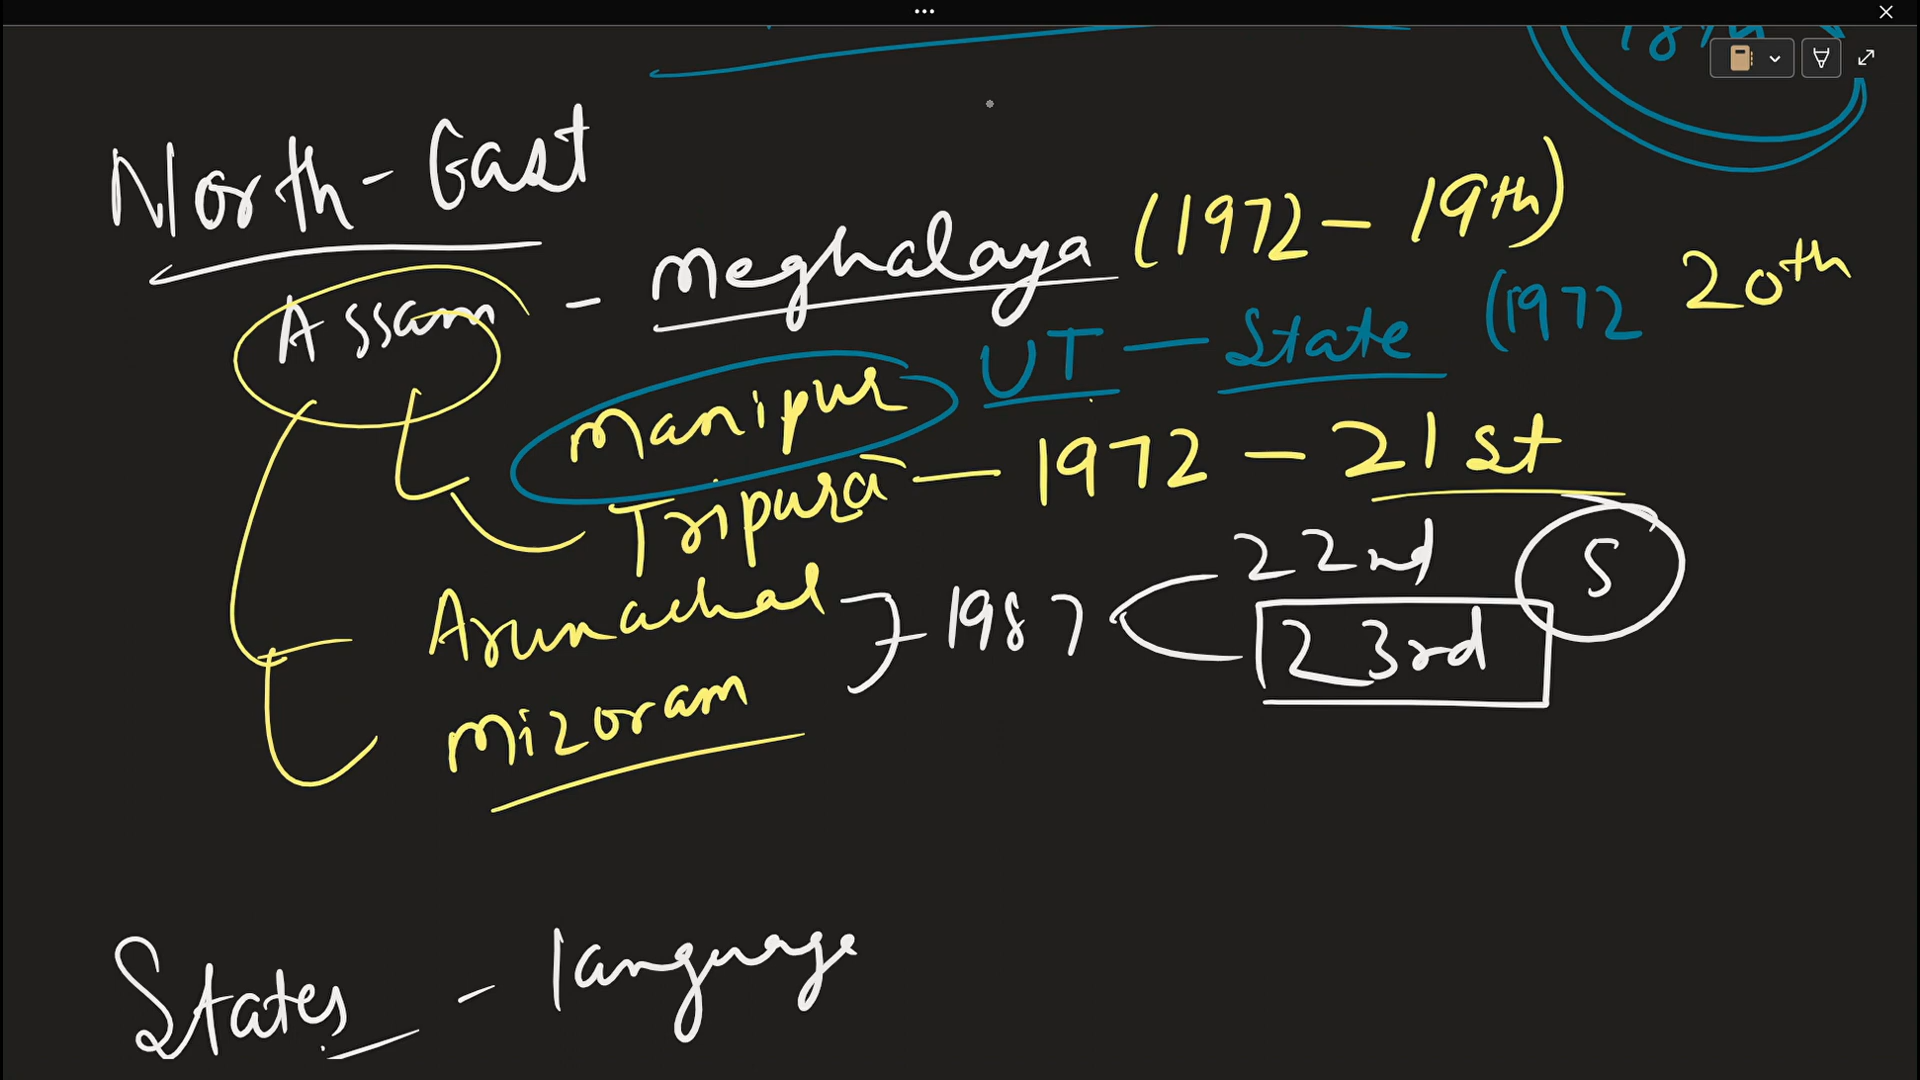 18th
North-East
Assam - Meghalaya (1972 - 19th)
Manipur UT - State (1972 20th
Tripura - 1972 - 21st
Arunachal
Mizoram
1987
22nd
23rd
S
States - language